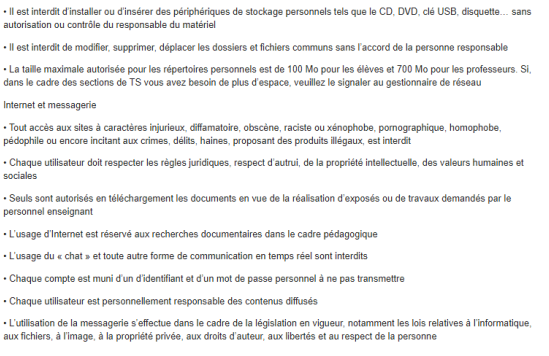 • Il est interdit d'installer ou d'insérer des périphériques de stockage personnels tels que le CD, DVD, clé USB, disquette… sans
autorisation ou contrôle du responsable du matériel
• Il est interdit de modifier, supprimer, déplacer les dossiers et fichiers communs sans l'accord de la personne responsable
• La taille maximale autorisée pour les répertoires personnels est de 100 Mo pour les élèves et 700 Mo pour les professeurs. Si,
dans le cadre des sections de TS vous avez besoin de plus d'espace, veuillez le signaler au gestionnaire de réseau
Internet et messagerie
• Tout accès aux sites à caractères injurieux, diffamatoire, obscène, raciste ou xénophobe, pornographique, homophobe,
pédophile ou encore incitant aux crimes, délits, haines, proposant des produits illégaux, est interdit
• Chaque utilisateur doit respecter les règles juridiques, respect d'autrui, de la propriété intellectuelle, des valeurs humaines et
sociales
• Seuls sont autorisés en téléchargement les documents en vue de la réalisation d'exposés ou de travaux demandés par le
personnel enseignant
• L'usage d'Internet est réservé aux recherches documentaires dans le cadre pédagogique
• L'usage du « chat » et toute autre forme de communication en temps réel sont interdits
• Chaque compte est muni d'un d'identifiant et d'un mot de passe personnel à ne pas transmettre
• Chaque utilisateur est personnellement responsable des contenus diffusés
• L'utilisation de la messagerie s'effectue dans le cadre de la législation en vigueur, notamment les lois relatives à l'informatique,
aux fichiers, à l'image, à la propriété privée, aux droits d'auteur, aux libertés et au respect de la personne